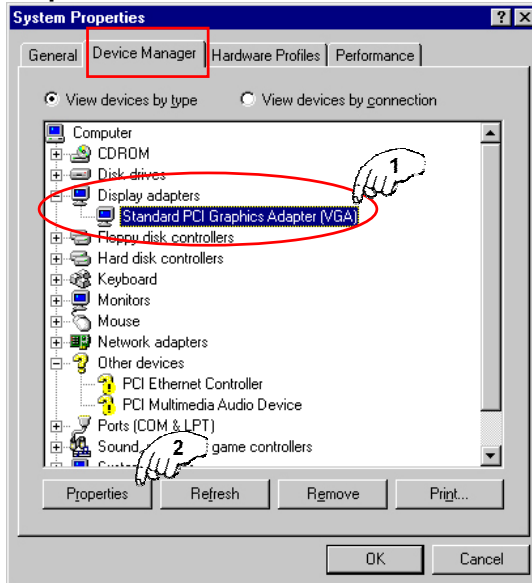 System Properties
General Device Manager Hardware Profiles Performance
View devices by type View devices by connection
Computer
CDROM
Disk drives
1
Display adapters
Standard PCI Graphics Adapter (VGA)
Floppy disk controllers
Hard disk controllers
Keyboard
Monitors
Mouse
Network adapters
Other devices
PCI Ethernet Controller
PCI Multimedia Audio Device
Ports (COM & LPT)
Sound, 2 game controllers
Properties Refresh Remove Print...
OK Cancel